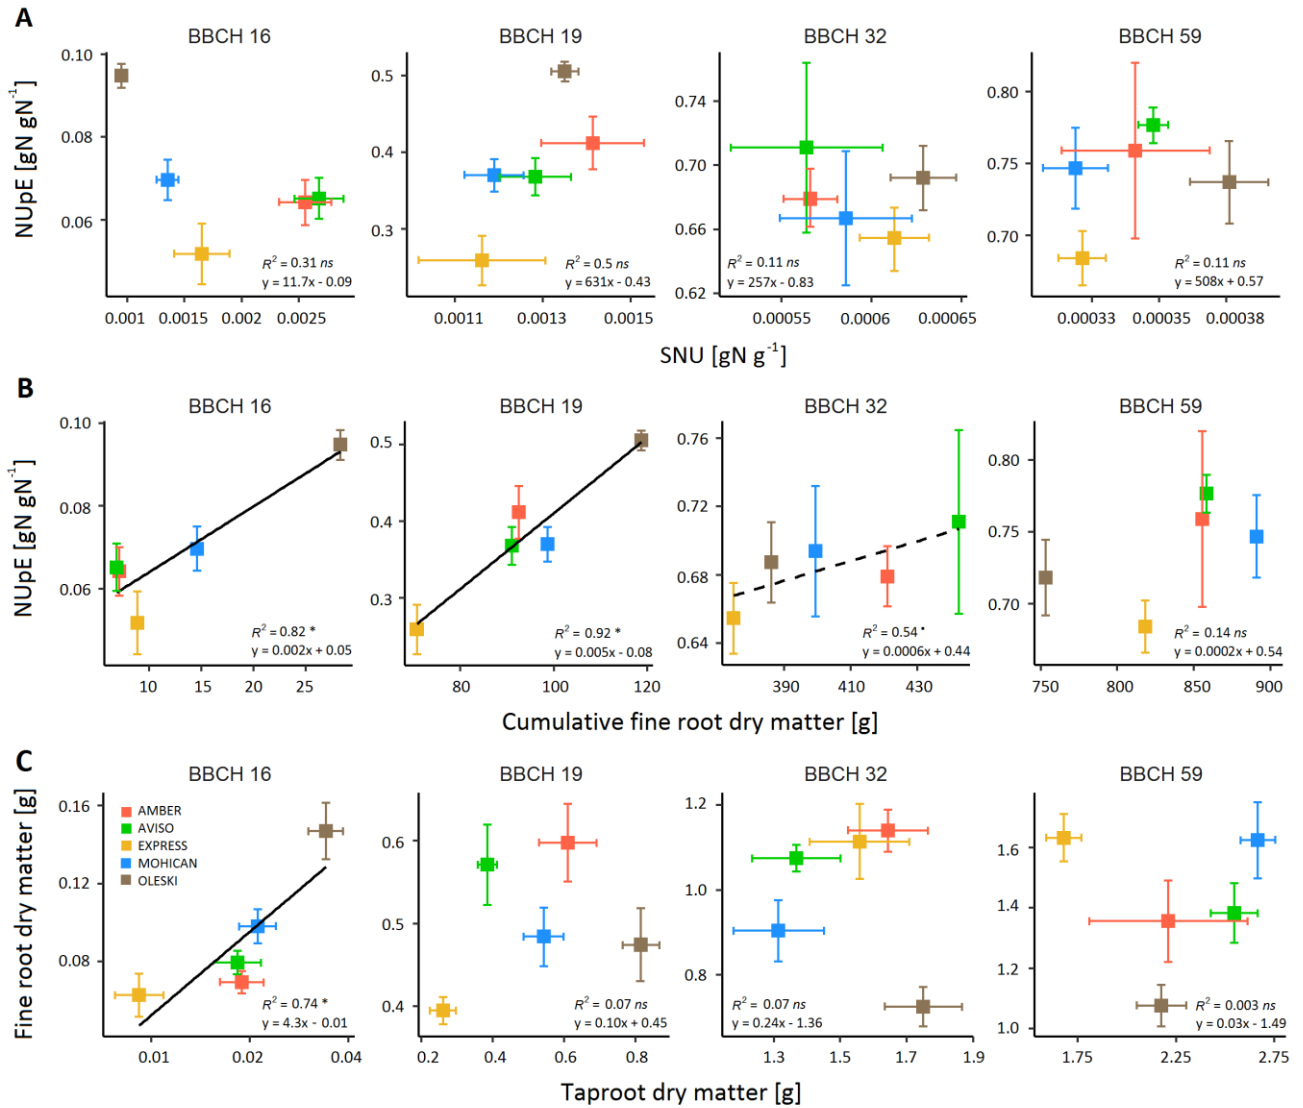 A
BBCH 16
BBCH 19
BBCH 32
BBCH 59
NUpE [gN gN⁻¹]
0.10
0.08
0.06
0.001
0.0015
0.002
0.0025
R² = 0.31 ns
y = 11.7x - 0.09
0.5
0.4
0.3
0.0011
0.0013
0.0015
R² = 0.5 ns
y = 631x - 0.43
0.74
0.70
0.66
0.62
0.00055
0.0006
0.00065
R² = 0.11 ns
y = 257x - 0.83
0.80
0.75
0.70
0.00033
0.00035
0.00038
R² = 0.11 ns
y = 508x + 0.57
SNU [gN g⁻¹]
B
BBCH 16
BBCH 19
BBCH 32
BBCH 59
NUpE [gN gN⁻¹]
0.10
0.08
0.06
10
15
20
25
R² = 0.82 *
y = 0.002x + 0.05
0.5
0.4
0.3
80
100
120
R² = 0.92 *
y = 0.005x - 0.08
0.76
0.72
0.68
0.64
390
410
430
R² = 0.54 •
y = 0.0006x + 0.44
0.80
0.75
0.70
750
800
850
900
R² = 0.14 ns
y = 0.0002x + 0.54
Cumulative fine root dry matter [g]
C
BBCH 16
BBCH 19
BBCH 32
BBCH 59
Fine root dry matter [g]
0.16
0.12
0.08
AMBER
AVISO
EXPRESS
MOHICAN
OLESKI
0.01
0.02
0.04
R² = 0.74 *
y = 4.3x - 0.01
0.6
0.5
0.4
0.2
0.4
0.6
0.8
R² = 0.07 ns
y = 0.10x + 0.45
1.2
1.0
0.8
1.3
1.5
1.7
1.9
R² = 0.07 ns
y = 0.24x - 1.36
1.6
1.4
1.2
1.0
1.75
2.25
2.75
R² = 0.003 ns
y = 0.03x - 1.49
Taproot dry matter [g]